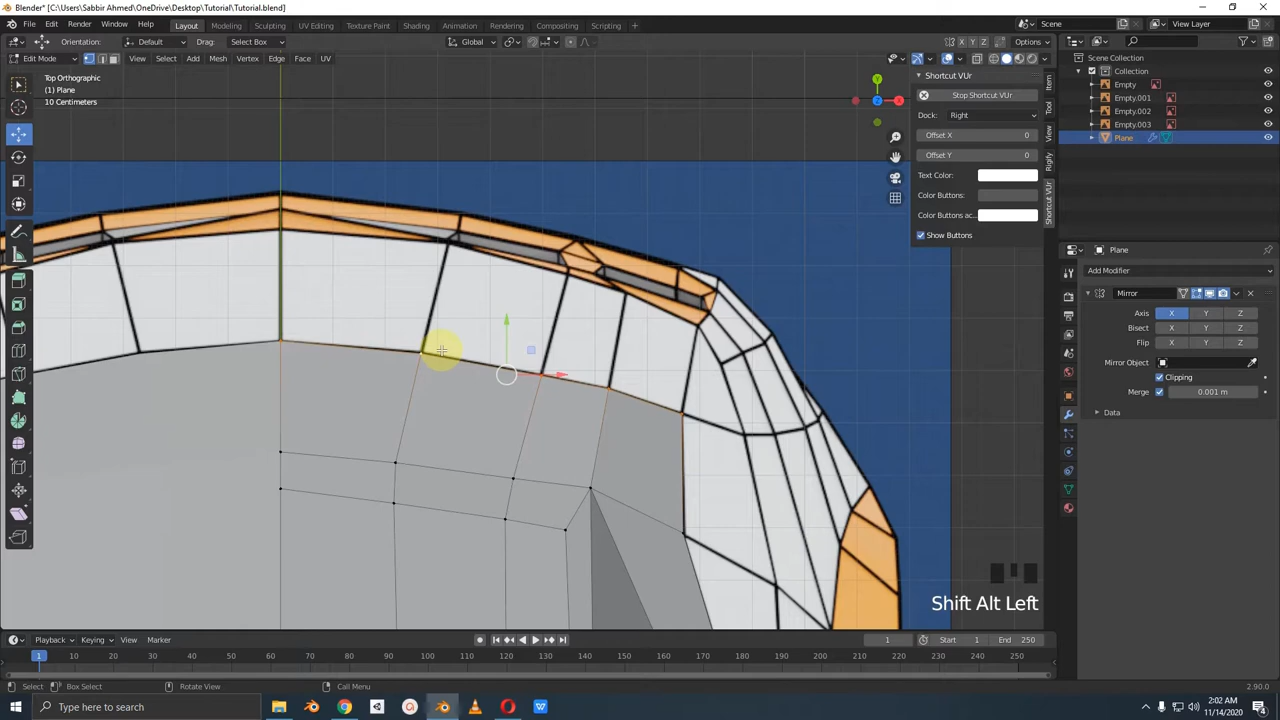 Blender* [C:\Users\Sabbir Ahmed\OneDrive\Desktop\Tutorial\Tutorial.blend]
File Edit Render Window Help Layout Modeling Sculpting UV Editing Texture Paint Shading Animation Rendering Compositing Scripting + Scene View Layer
Orientation: Default Drag: Select Box Global X Y Z Options
Edit Mode View Select Add Mesh Vertex Edge Face UV
Top Orthographic
(1) Plane
10 Centimeters
Y
X
Z
Shortcut VUr
Stop Shortcut VUr
Dock: Right
Offset X 0
Offset Y 0
Text Color:
Color Buttons:
Color Buttons ac...
Show Buttons
Item
Tool
View
Rigify
Shortcut VUr
Scene Collection
Collection
Empty
Empty.001
Empty.002
Empty.003
Plane
Plane
Add Modifier
Mirror
Axis X Y Z
Bisect X Y Z
Flip X Y Z
Mirror Object
Clipping
Merge 0.001 m
Data
Shift Alt Left
Playback Keying View Marker 1 Start 1 End 250
1 10 20 30 40 50 60 70 80 90 100 110 120 130 140 150 160 170 180 190 200 210 220 230 240 250
Select Box Select Rotate View Call Menu 2.90.0
Type here to search
2:02 AM
11/14/2020
4